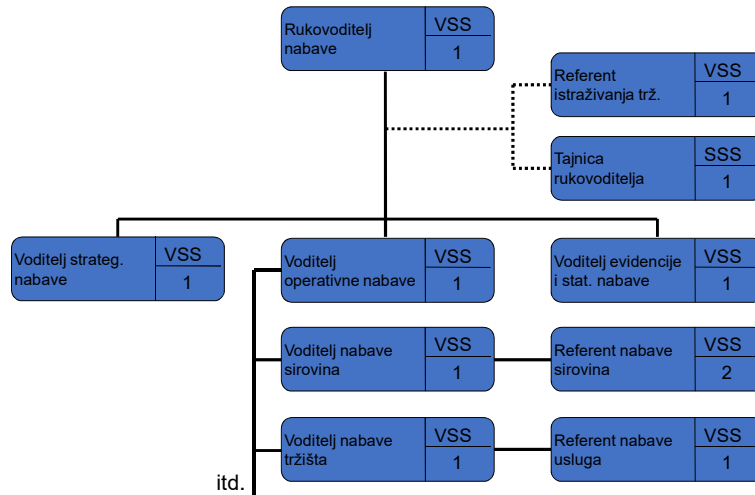 Rukovoditelj
nabave
VSS
1
Referent
istraživanja trž.
VSS
1
Tajnica
rukovoditelja
SSS
1
Voditelj strateg.
nabave
VSS
1
Voditelj
operativne nabave
VSS
1
Voditelj evidencije
i stat. nabave
VSS
1
Voditelj nabave
sirovina
VSS
1
Referent nabave
sirovina
VSS
2
Voditelj nabave
tržišta
VSS
1
Referent nabave
usluga
VSS
1
itd.